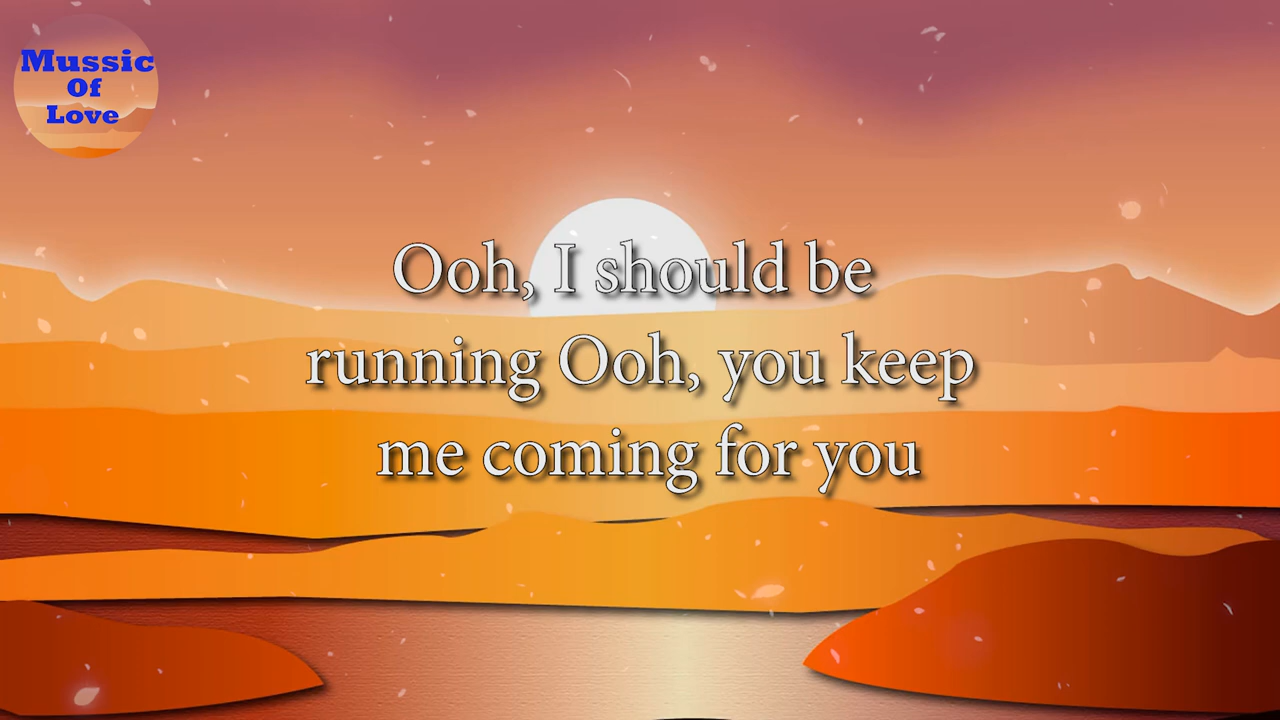 Mussic
Of
Love
Ooh, I should be
running Ooh, you keep
me coming for you